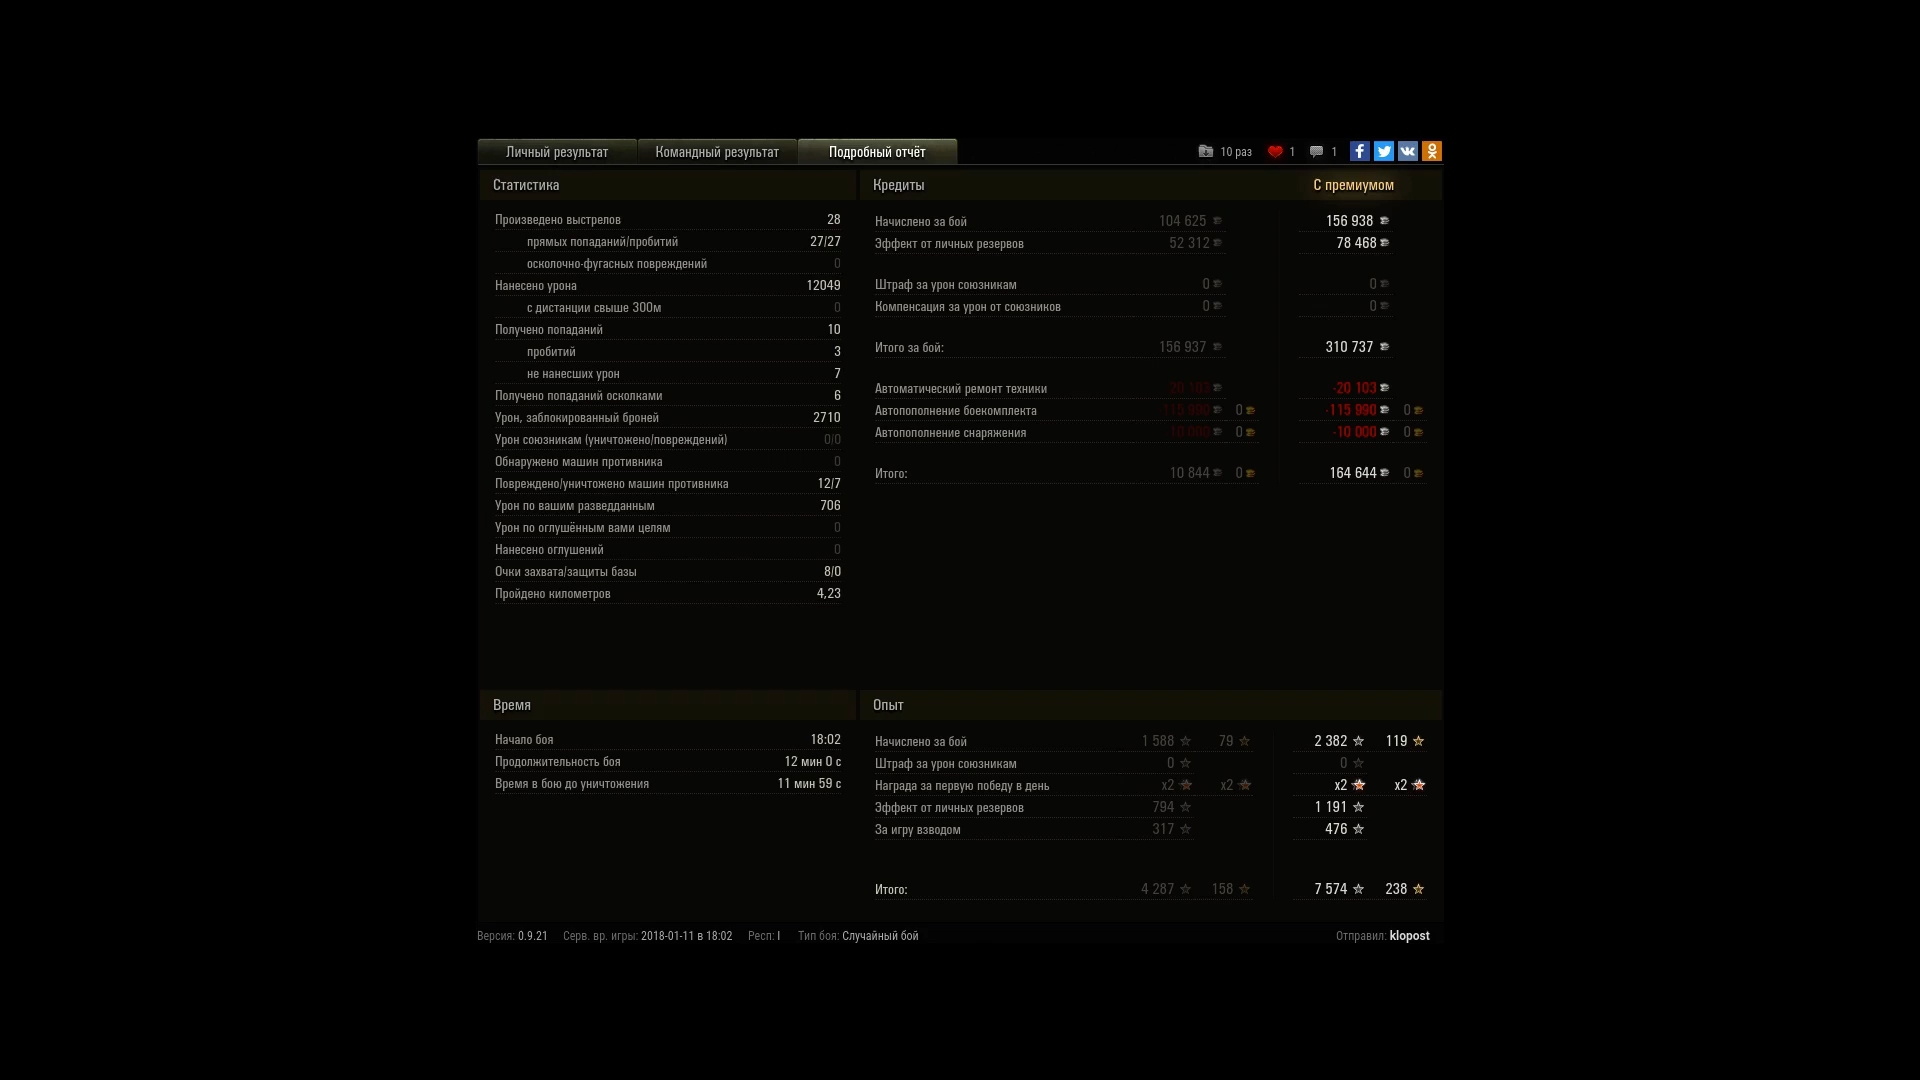 Личный результат Командный результат Подробный отчёт 10 раз 1 1
Статистика
Произведено выстрелов 28
прямых попаданий/пробитий 27/27
осколочно-фугасных повреждений 0
Нанесено урона 12049
с дистанции свыше 300м 0
Получено попаданий 10
пробитий 3
не нанесших урон 7
Получено попаданий осколками 6
Урон, заблокированный броней 2710
Урон союзникам (уничтожено/повреждений) 0/0
Обнаружено машин противника 0
Повреждено/уничтожено машин противника 12/7
Урон по вашим разведданным 706
Урон по оглушённым вами целям 0
Нанесено оглушений 0
Очки захвата/защиты базы 8/0
Пройдено километров 4,23
Кредиты С премиумом
Начислено за бой 104 625 156 938
Эффект от личных резервов 52 312 78 468
Штраф за урон союзникам 0 0
Компенсация за урон от союзников 0 0
Итого за бой: 156 937 310 737
Автоматический ремонт техники -20 103 -20 103
Автопополнение боекомплекта -115 990 0 -115 990 0
Автопополнение снаряжения -10 000 0 -10 000 0
Итого: 10 844 0 164 644 0
Время
Начало боя 18:02
Продолжительность боя 12 мин 0 с
Время в бою до уничтожения 11 мин 59 с
Опыт
Начислено за бой 1 588 79 2 382 119
Штраф за урон союзникам 0 0
Награда за первую победу в день x2 x2 x2 x2
Эффект от личных резервов 794 1 191
За игру взводом 317 476
Итого: 4 287 158 7 574 238
Версия: 0.9.21 Серв. вр. игры: 2018-01-11 в 18:02 Респ: I Тип боя: Случайный бой Отправил: klopost